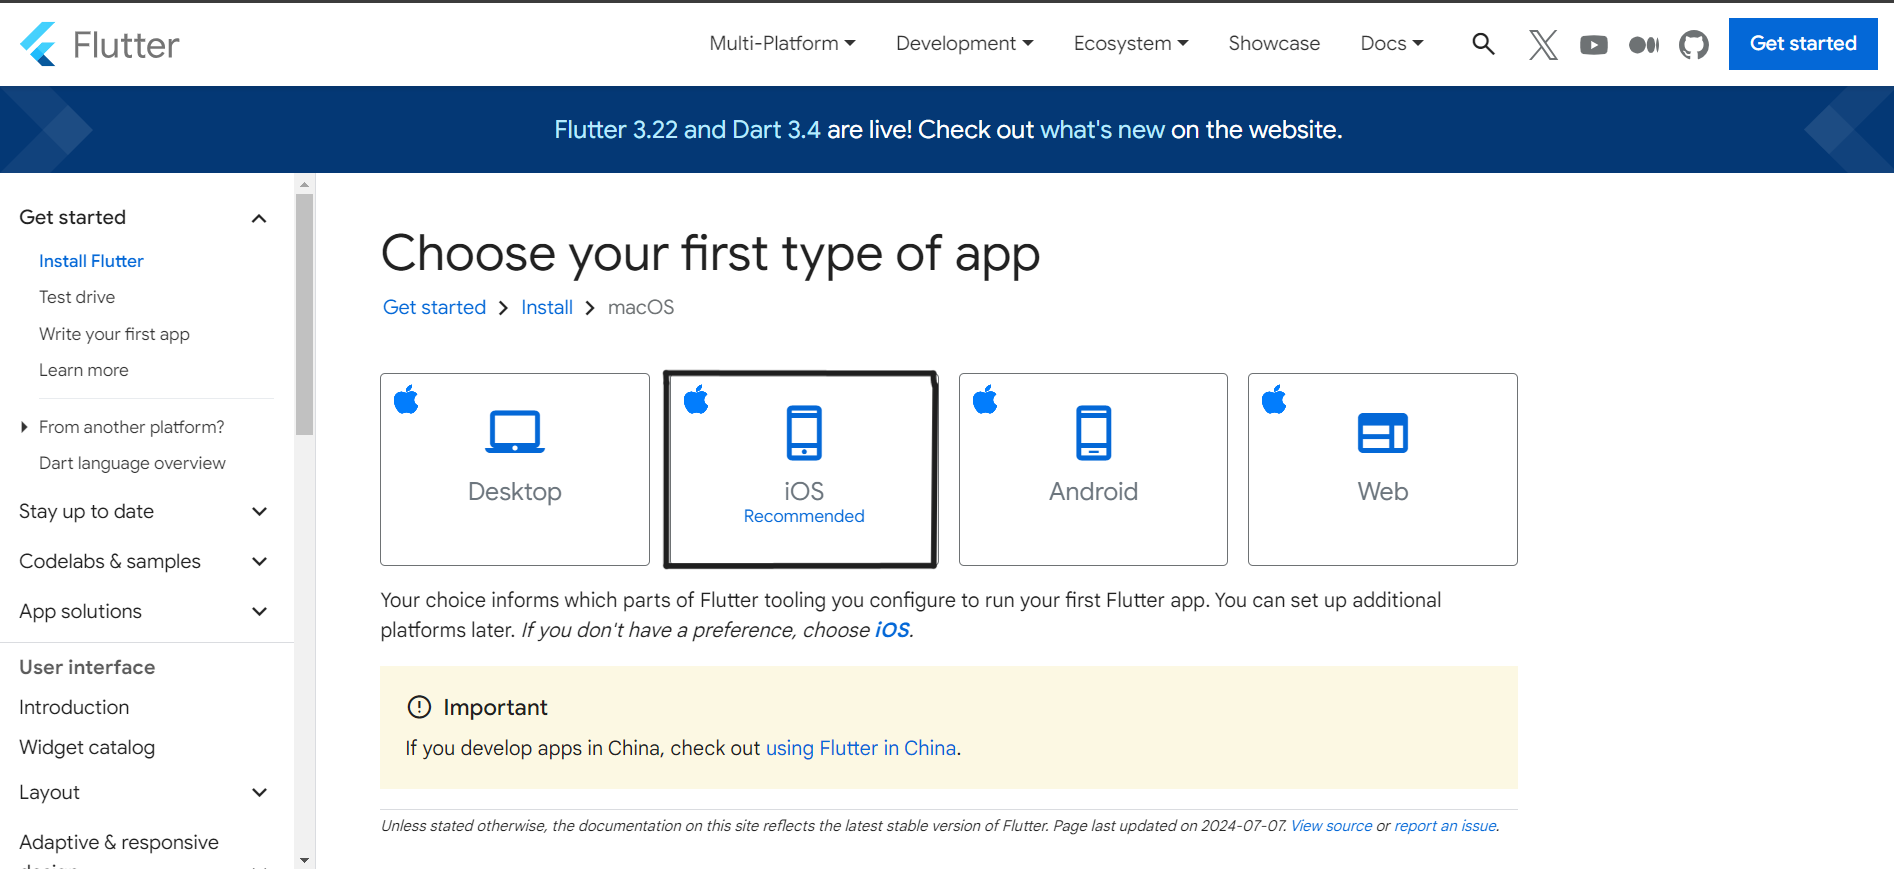 Flutter
Multi-Platform
Development
Ecosystem
Showcase
Docs
Get started
Flutter 3.22 and Dart 3.4 are live! Check out what's new on the website.
Get started
Install Flutter
Test drive
Write your first app
Learn more
From another platform?
Dart language overview
Stay up to date
Codelabs & samples
App solutions
User interface
Introduction
Widget catalog
Layout
Adaptive & responsive
Choose your first type of app
Get started
Install
macOS
Desktop
iOS
Recommended
Android
Web
Your choice informs which parts of Flutter tooling you configure to run your first Flutter app. You can set up additional
platforms later. If you don't have a preference, choose iOS.
Important
If you develop apps in China, check out using Flutter in China.
Unless stated otherwise, the documentation on this site reflects the latest stable version of Flutter. Page last updated on 2024-07-07. View source or report an issue.